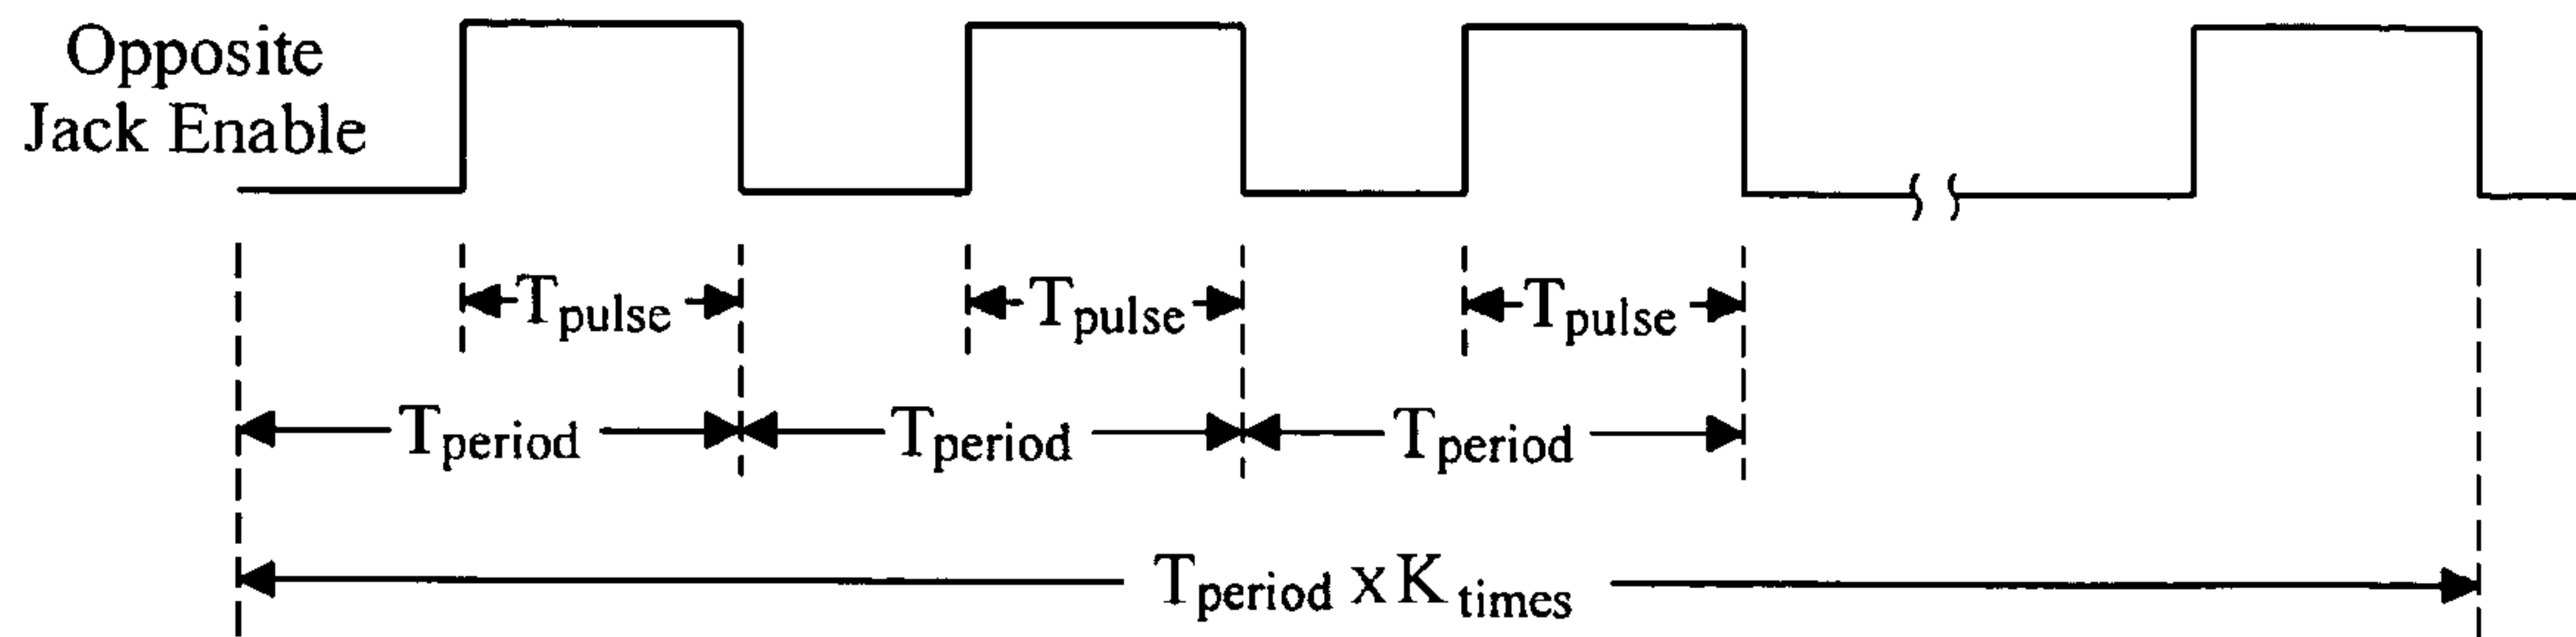 Opposite
Jack Enable
Tpulse Tpulse Tpulse
Tperiod Tperiod Tperiod
Tperiod x Ktimes